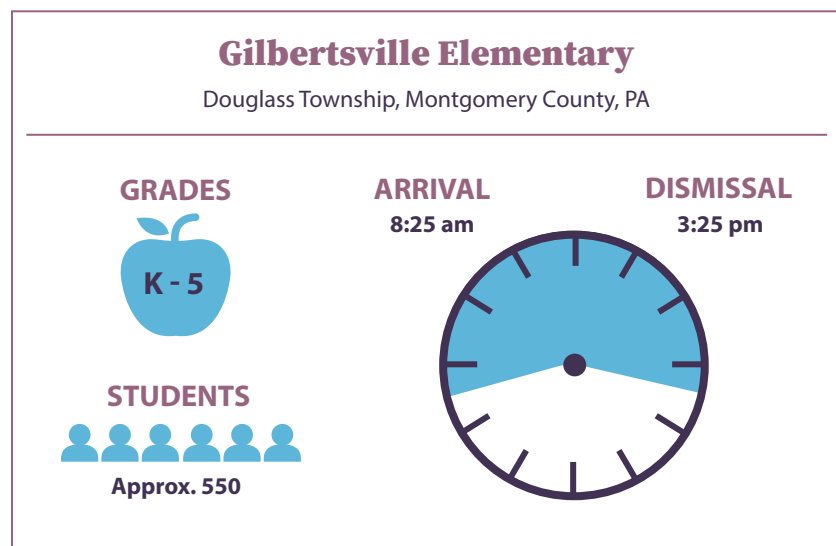 Gilbertsville Elementary
Douglass Township, Montgomery County, PA
GRADES
K - 5
STUDENTS
Approx. 550
ARRIVAL
8:25 am
DISMISSAL
3:25 pm